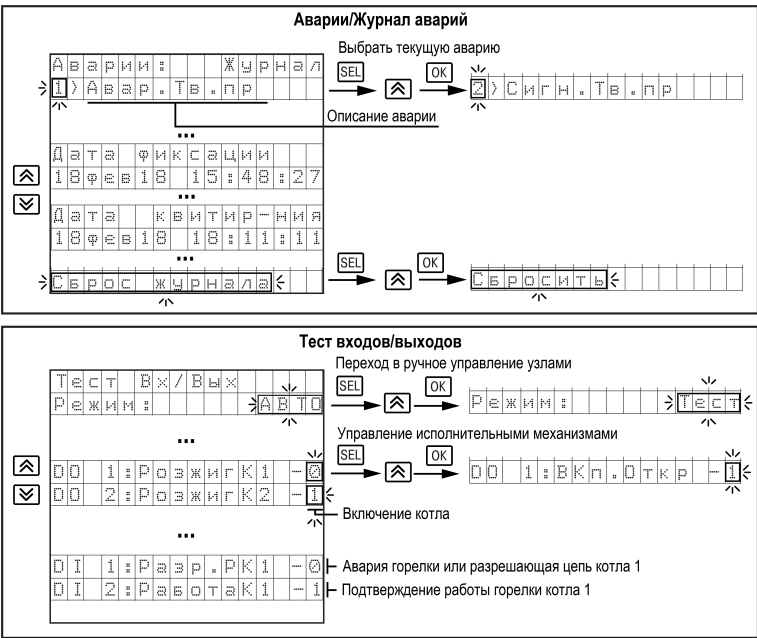 Аварии/Журнал аварий
Выбрать текущую аварию
Аварии: Журнал
SEL OK
1>Авар.Тв.пр
2>Сигн.Тв.пр
Описание аварии
...
Дата фиксации
18фев18 15:48:27
...
Дата квитир-ния
18фев18 18:11:11
...
SEL OK
Сброс журнала
Сбросить
Тест входов/выходов
Переход в ручное управление узлами
Тест Вх/Вых
SEL OK
Режим: АВТО
Режим: Тест
...
Управление исполнительными механизмами
SEL OK
DO 1:РозжигК1 -0
DO 1:ВКп.Откр -1
DO 2:РозжигК2 -1
Включение котла
...
DI 1:Разр.РК1 -0
Авария горелки или разрешающая цепь котла 1
DI 2:РаботаК1 -1
Подтверждение работы горелки котла 1